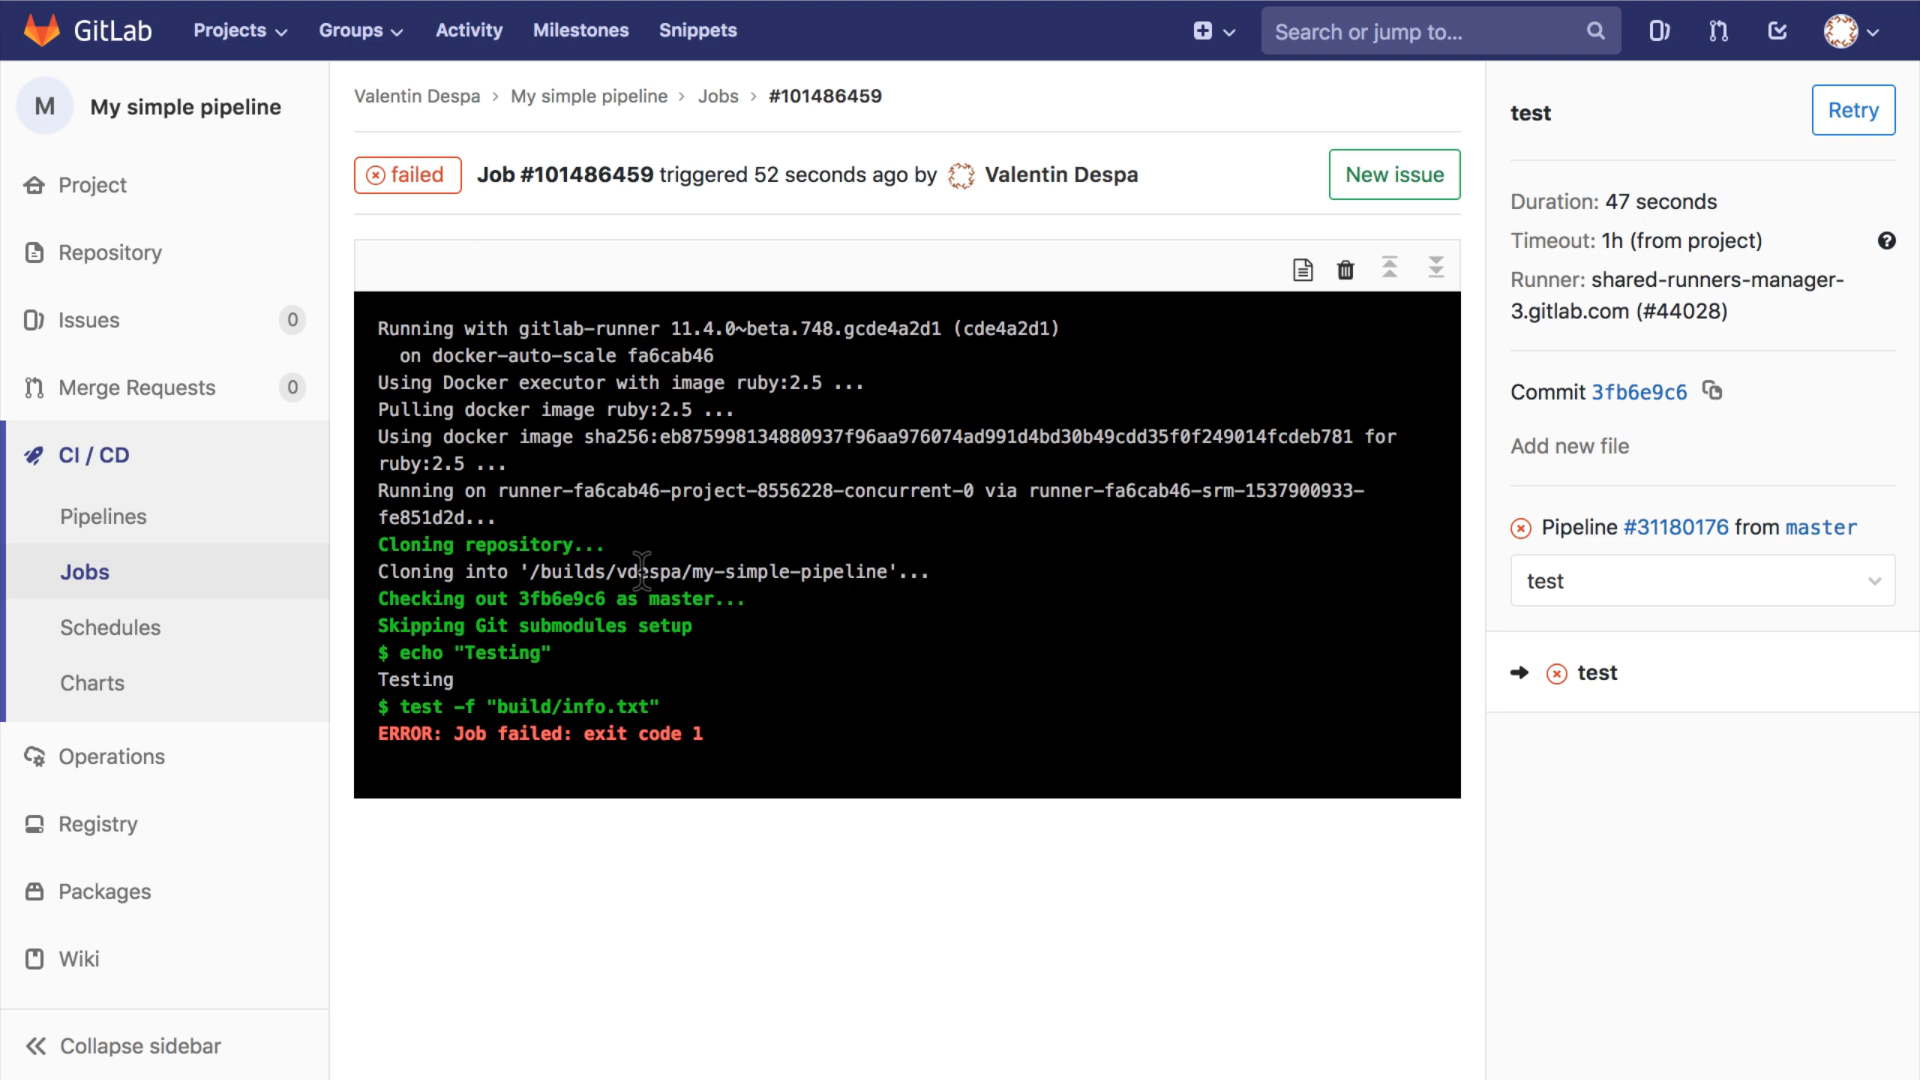 GitLab
Projects
Groups
Activity
Milestones
Snippets
Search or jump to...
M
My simple pipeline
Project
Repository
Issues
0
Merge Requests
0
CI / CD
Pipelines
Jobs
Schedules
Charts
Operations
Registry
Packages
Wiki
Collapse sidebar
Valentin Despa > My simple pipeline > Jobs > #101486459
failed
Job #101486459 triggered 52 seconds ago by Valentin Despa
New issue
Running with gitlab-runner 11.4.0~beta.748.gcde4a2d1 (cde4a2d1)
on docker-auto-scale fa6cab46
Using Docker executor with image ruby:2.5 ...
Pulling docker image ruby:2.5 ...
Using docker image sha256:eb875998134880937f96aa976074ad991d4bd30b49cdd35f0f249014fcdeb781 for
ruby:2.5 ...
Running on runner-fa6cab46-project-8556228-concurrent-0 via runner-fa6cab46-srm-1537900933-
fe851d2d...
Cloning repository...
Cloning into '/builds/vdespa/my-simple-pipeline'...
Checking out 3fb6e9c6 as master...
Skipping Git submodules setup
$ echo "Testing"
Testing
$ test -f "build/info.txt"
ERROR: Job failed: exit code 1
test
Retry
Duration: 47 seconds
Timeout: 1h (from project)
Runner: shared-runners-manager-
3.gitlab.com (#44028)
Commit 3fb6e9c6
Add new file
Pipeline #31180176 from master
test
test